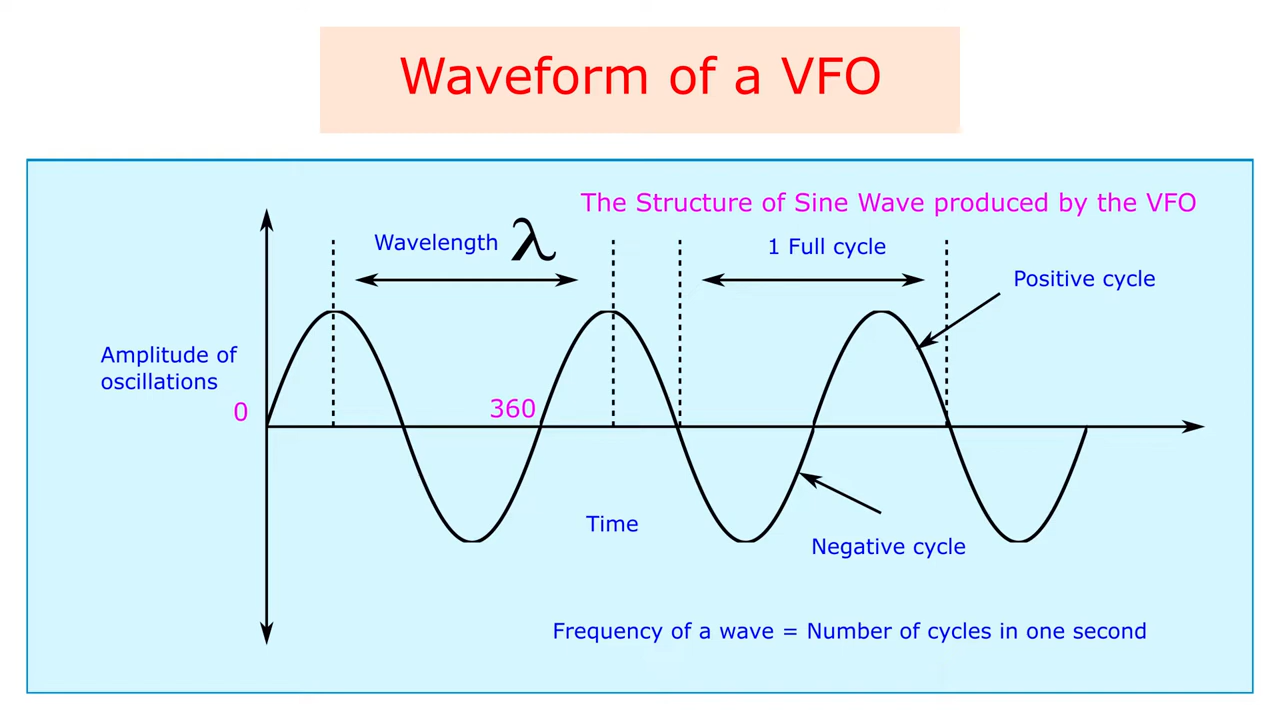 Waveform of a VFO
The Structure of Sine Wave produced by the VFO
Wavelength λ
1 Full cycle
Positive cycle
Amplitude of
oscillations
0
360
Time
Negative cycle
Frequency of a wave = Number of cycles in one second